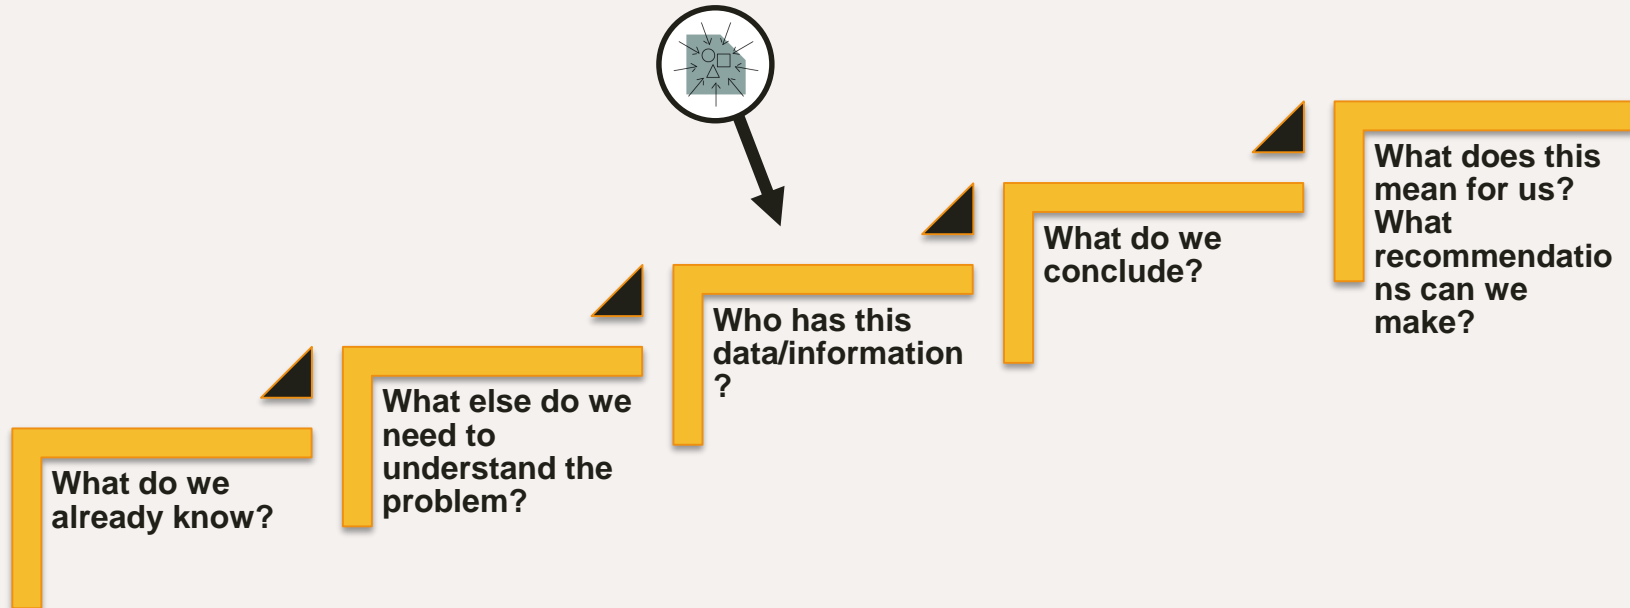 What do we
already know?
What else do we
need to
understand the
problem?
Who has this
data/information
?
What do we
conclude?
What does this
mean for us?
What
recommendatio
ns can we
make?